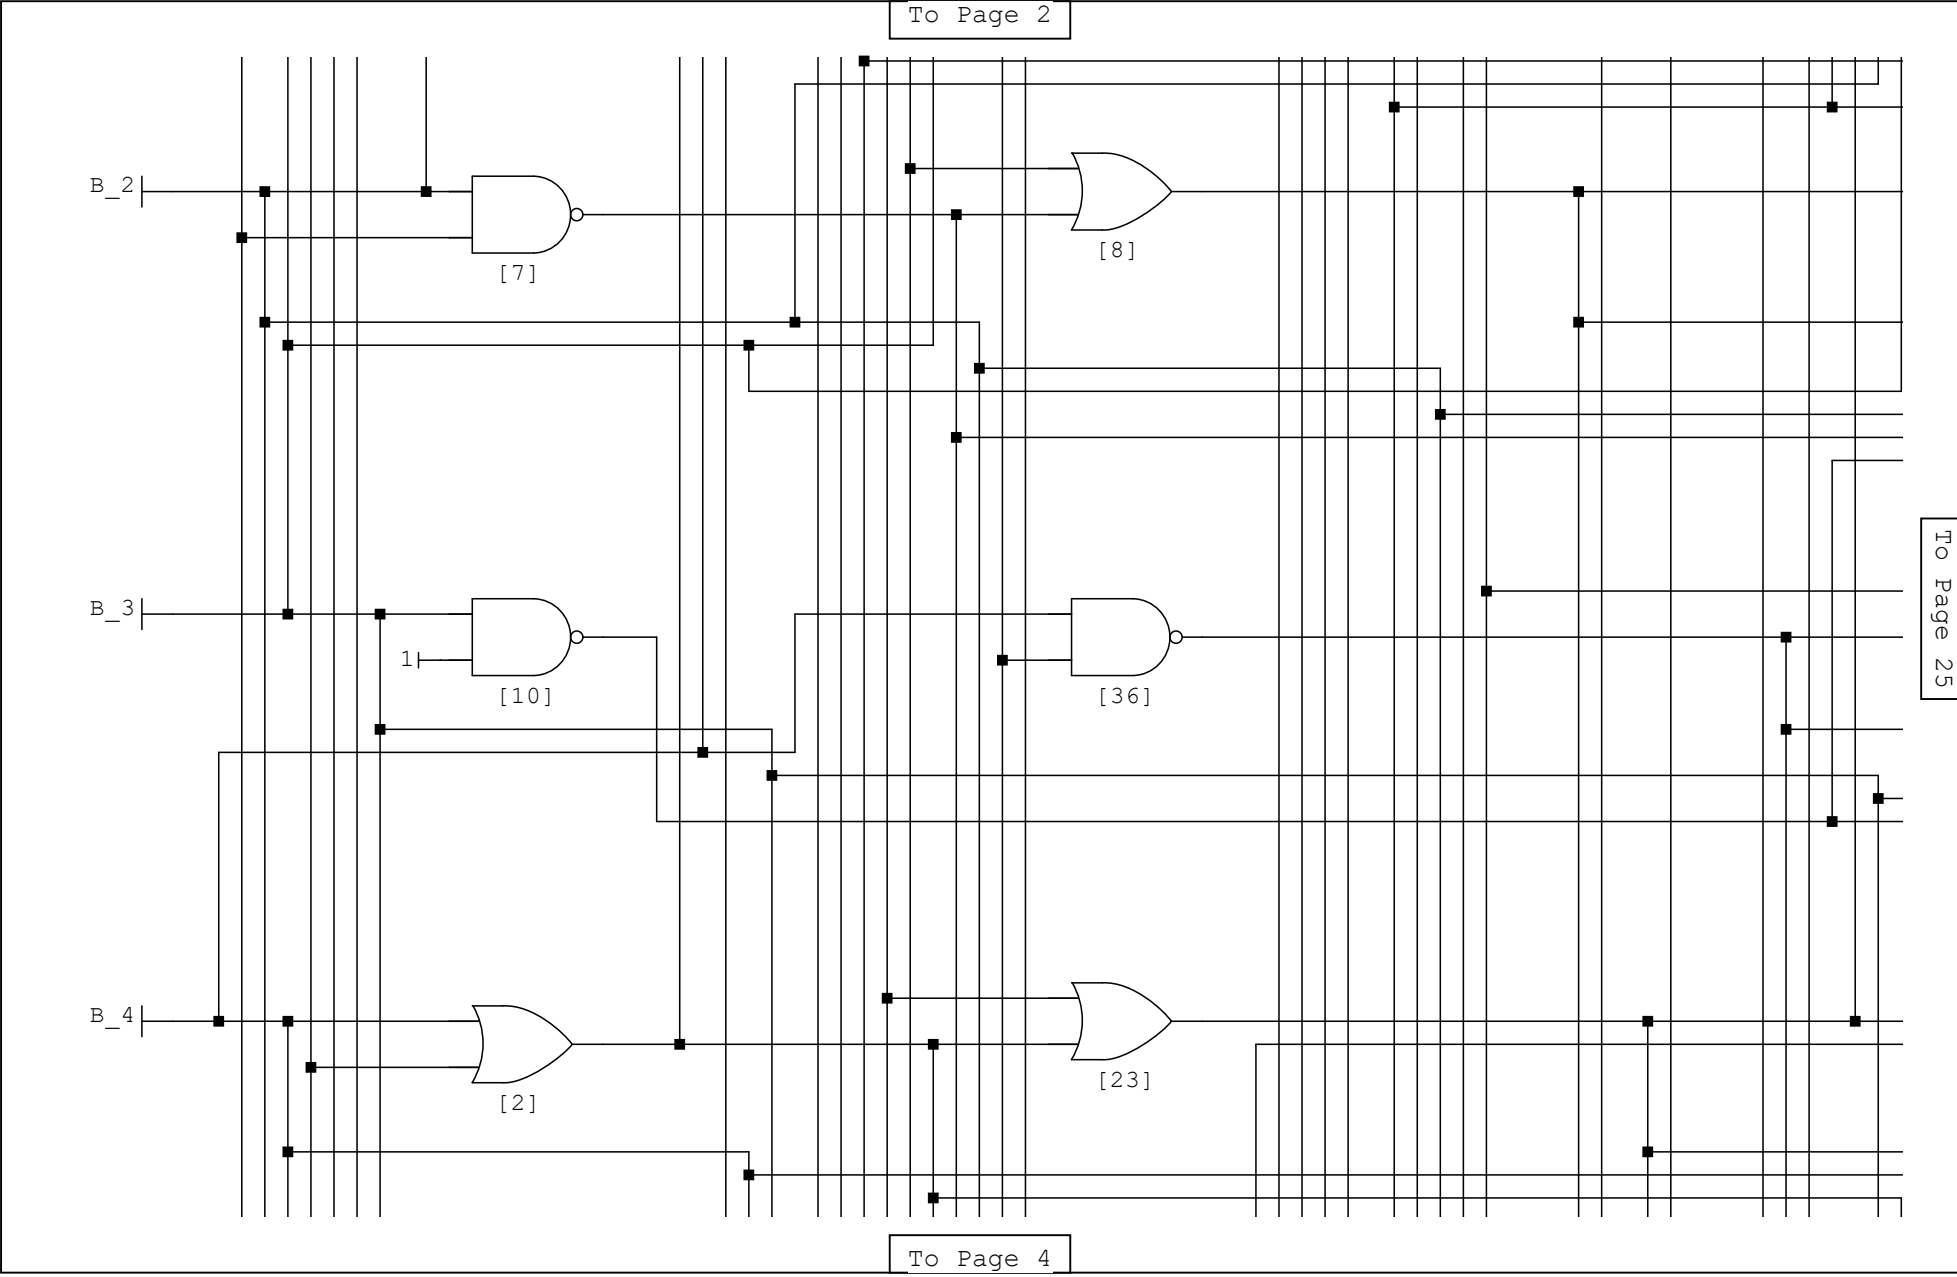 To Page 2
B_2
[7]
[8]
B_3
1
[10]
[36]
To Page 25
B_4
[2]
[23]
To Page 4